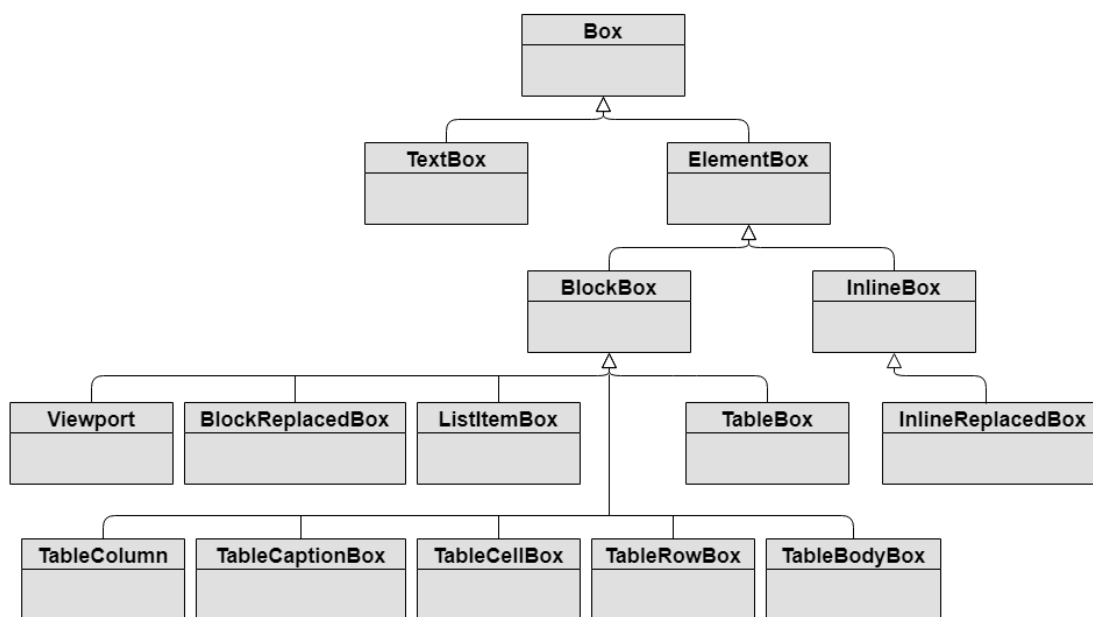 Box
TextBox
ElementBox
BlockBox
InlineBox
Viewport
BlockReplacedBox
ListItemBox
TableBox
InlineReplacedBox
TableColumn
TableCaptionBox
TableCellBox
TableRowBox
TableBodyBox